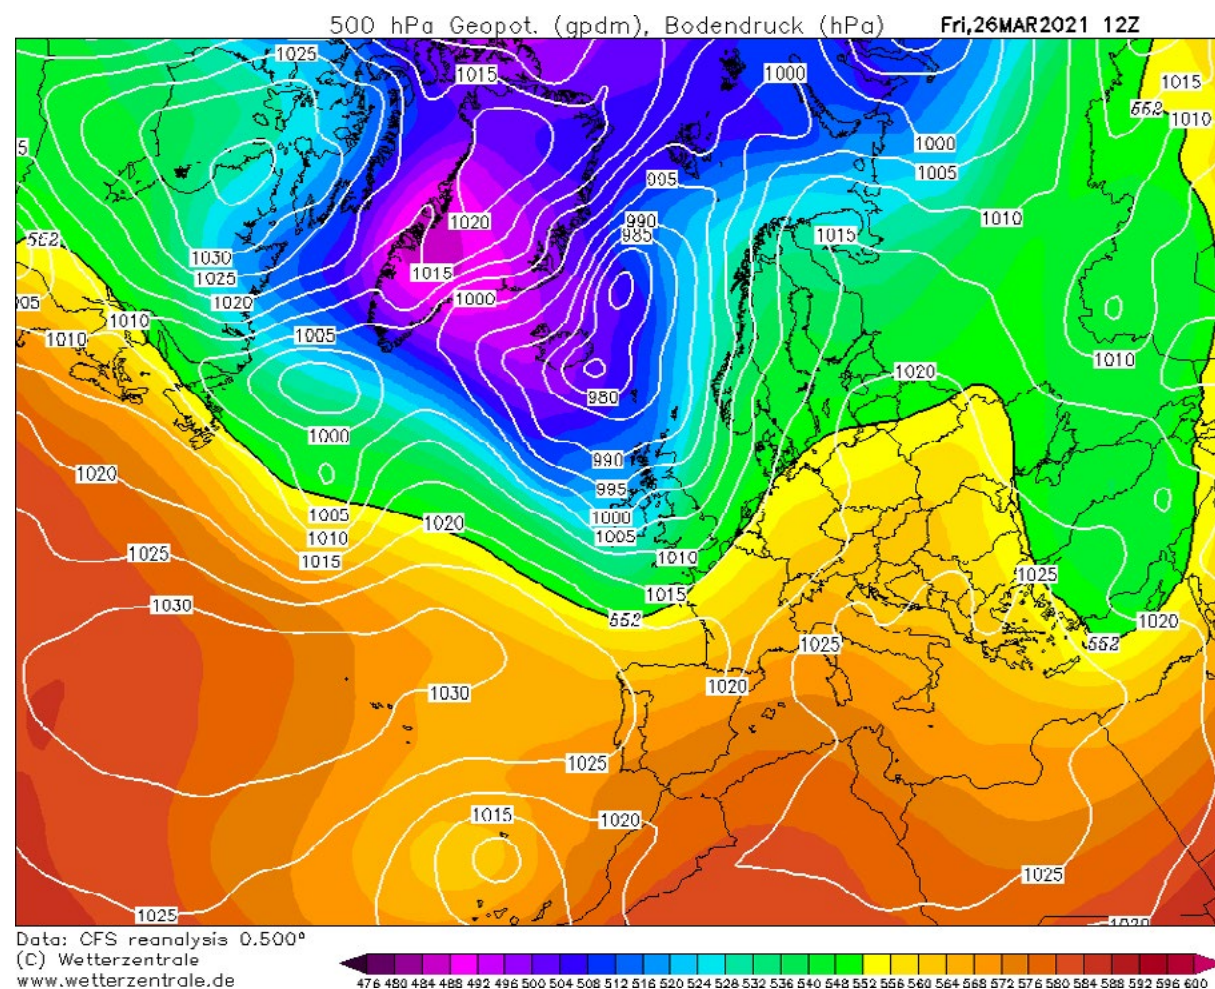 500 hPa Geopot. (gpdm), Bodendruck (hPa) Fri,26MAR2021 12Z
1025 1015 1000 1015
552 1010
1000
5 995 1005
1020 990 1010
985 1015
552 1030
1015
1025
005 1020 1000
1010 1005
1010 1010
1020
980
1000
990
1020 995
1005 1020 1000
1010 1005
1025 1015 1010
1025
1030 1015
552 1020
1025 552
1030 1020
1025
1015 1020
1025
1025 1020
Data: CFS reanalysis 0.500°
(C) Wetterzentrale
www.wetterzentrale.de
476 480 484 488 492 496 500 504 508 512 516 520 524 528 532 536 540 548 552 556 560 564 568 572 576 580 584 588 592 596 600